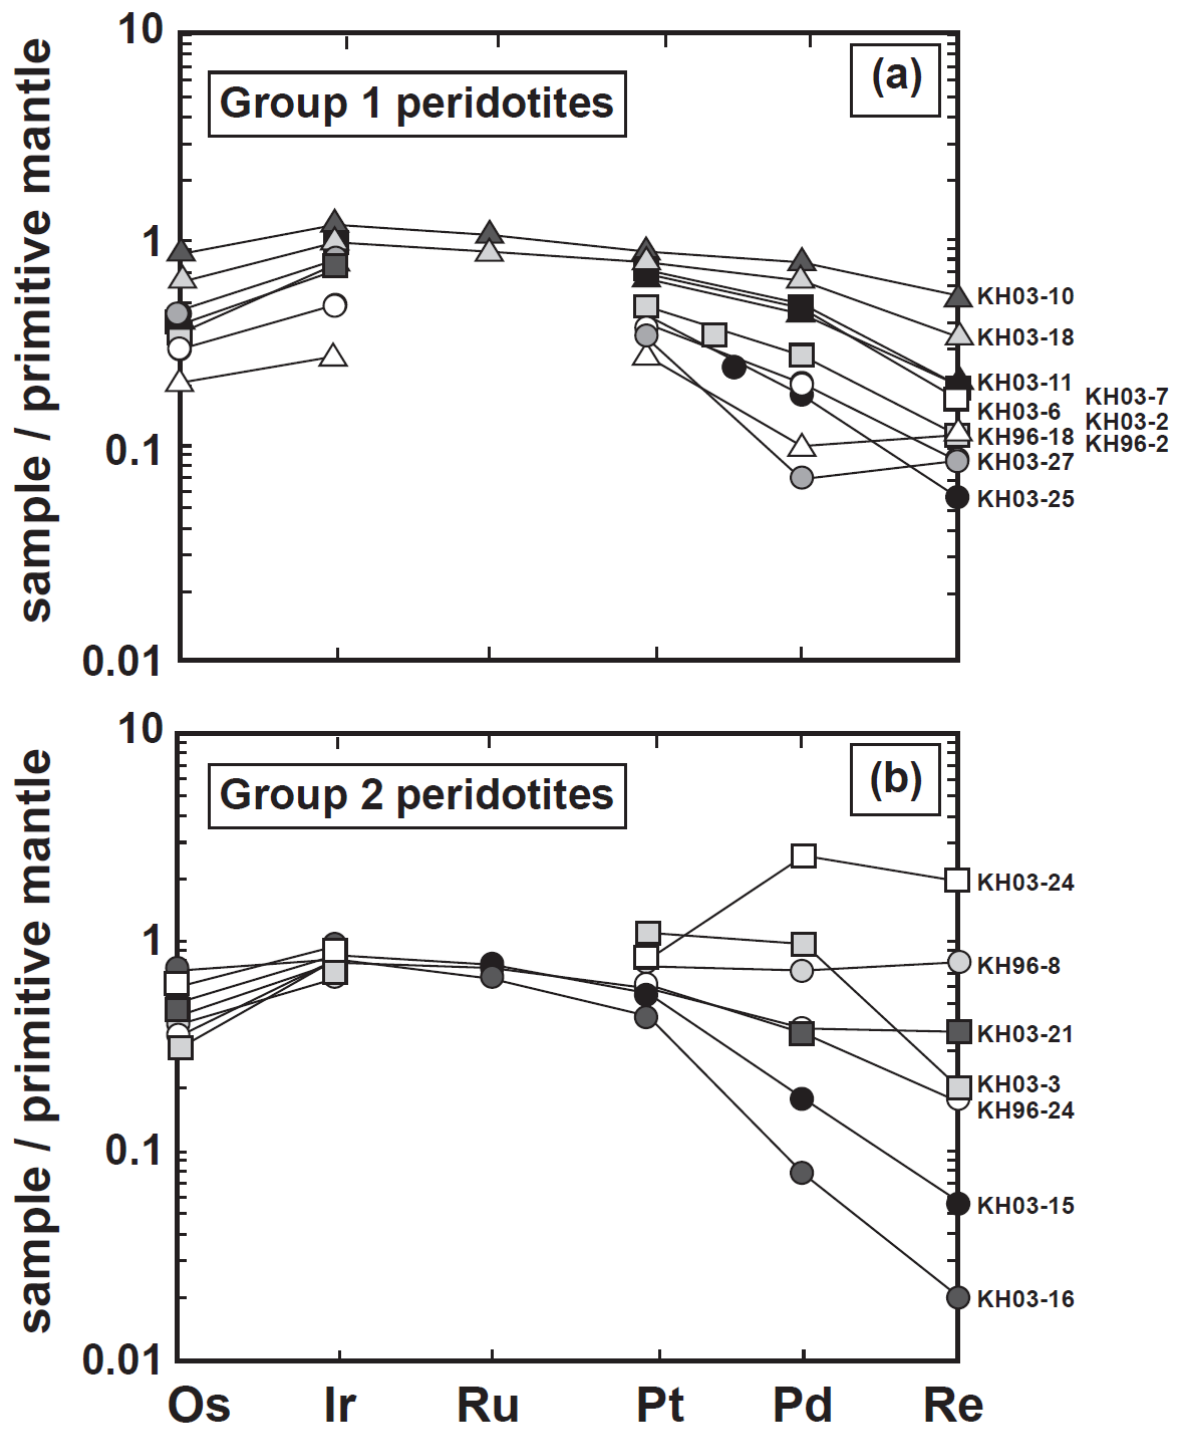 10
(a)
Group 1 peridotites
sample / primitive mantle
1
0.1
0.01
KH03-10
KH03-18
KH03-11
KH03-7
KH03-6
KH03-2
KH96-18
KH96-2
KH03-27
KH03-25
10
(b)
Group 2 peridotites
sample / primitive mantle
1
0.1
0.01
KH03-24
KH96-8
KH03-21
KH03-3
KH96-24
KH03-15
KH03-16
Os Ir Ru Pt Pd Re